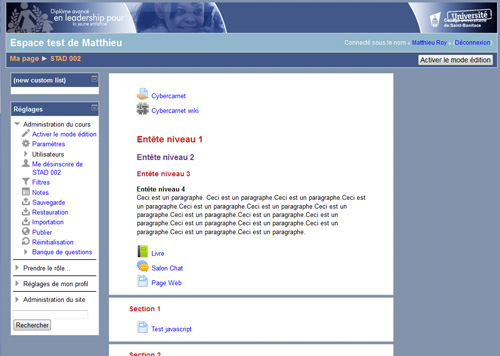 Diplôme avancé
en leadership pour
la jeune enfance
Université
de Saint-Boniface
Espace test de Matthieu
Connecté sous le nom « Matthieu Roy » (Déconnexion)
Ma page ► STAD 002
Activer le mode édition
(new custom list)
Réglages
Administration du cours
Activer le mode édition
Paramètres
Utilisateurs
Me désinscrire de
STAD 002
Filtres
Notes
Sauvegarde
Restauration
Importation
Publier
Réinitialisation
Banque de questions
Prendre le rôle...
Réglages de mon profil
Administration du site
Rechercher
Cybercarnet
Cybercarnet wiki
Entête niveau 1
Entête niveau 2
Entête niveau 3
Entête niveau 4
Ceci est un paragraphe. Ceci est un paragraphe.Ceci est un paragraphe.Ceci est
un paragraphe.Ceci est un paragraphe.Ceci est un paragraphe.Ceci est un
paragraphe.Ceci est un paragraphe.Ceci est un paragraphe.Ceci est un
paragraphe.Ceci est un paragraphe.Ceci est un paragraphe.Ceci est un
paragraphe.Ceci est un paragraphe.Ceci est un paragraphe.
Livre
Salon Chat
Page Web
Section 1
Test javascript
Section 2